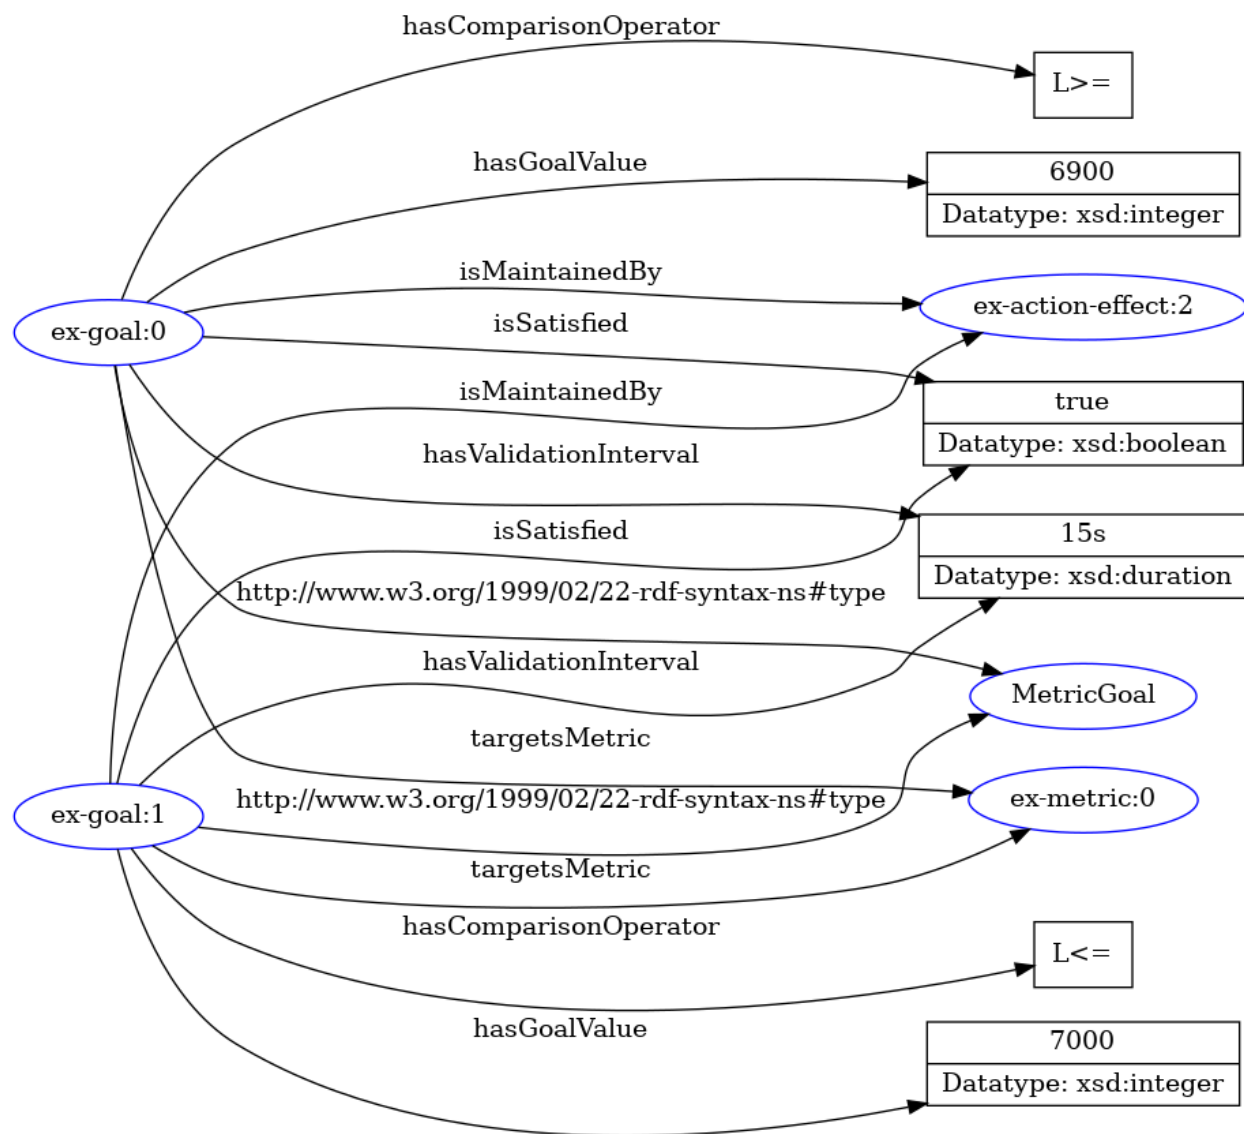 hasComparisonOperator
L>=
hasGoalValue
6900
Datatype: xsd:integer
isMaintainedBy
ex-action-effect:2
ex-goal:0
isSatisfied
isMaintainedBy
true
Datatype: xsd:boolean
hasValidationInterval
isSatisfied
15s
Datatype: xsd:duration
http://www.w3.org/1999/02/22-rdf-syntax-ns#type
hasValidationInterval
MetricGoal
targetsMetric
http://www.w3.org/1999/02/22-rdf-syntax-ns#type
ex-metric:0
ex-goal:1
targetsMetric
hasComparisonOperator
L<=
hasGoalValue
7000
Datatype: xsd:integer